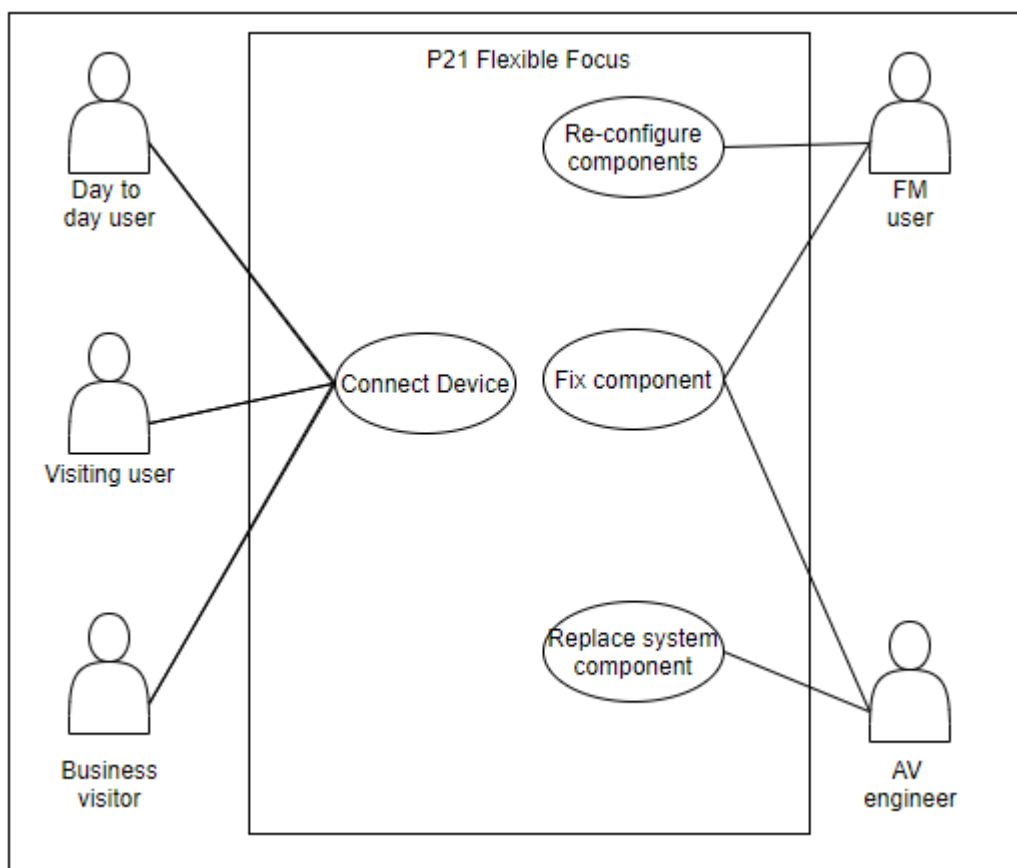 P21 Flexible Focus
Day to
day user
Visiting user
Business
visitor
Connect Device
Re-configure
components
Fix component
Replace system
component
FM
user
AV
engineer